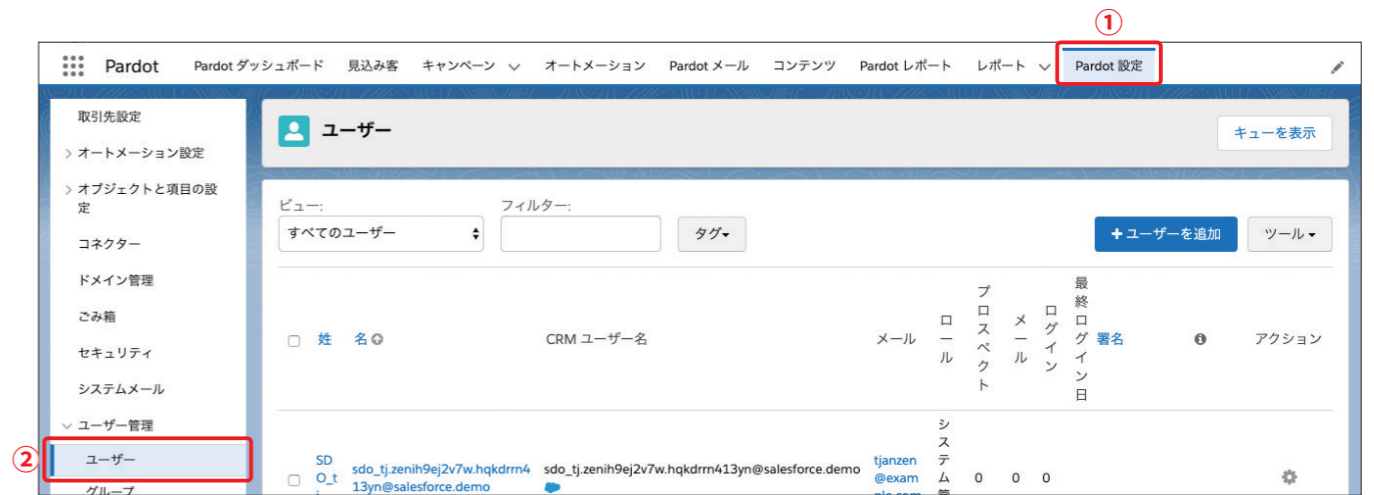 ①
Pardot Pardot ダッシュボード 見込み客 キャンペーン オートメーション Pardot メール コンテンツ Pardot レポート レポート Pardot 設定
取引先設定
オートメーション設定
オブジェクトと項目の設
定
コネクター
ドメイン管理
ごみ箱
セキュリティ
システムメール
ユーザー管理
②
ユーザー
グループ
ユーザー
キューを表示
ビュー: フィルター:
すべてのユーザー タグ +ユーザーを追加 ツール
姓 名 CRM ユーザー名 メール ロール プロスペクト メール ログイン 最終ログイン日 署名 アクション
SD
O_t
sdo_tj.zenih9ej2v7w.hqkdrrn4
13yn@salesforce.demo
sdo_tj.zenih9ej2v7w.hqkdrrn413yn@salesforce.demo
tjanzen
@exam
システム
0 0 0